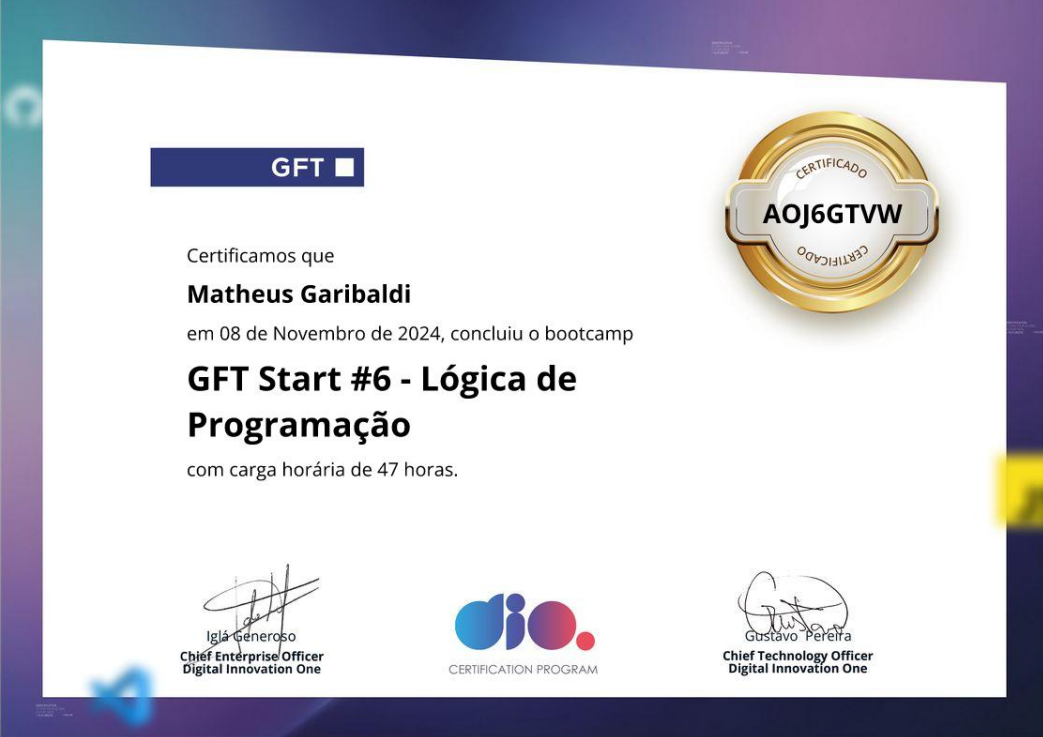 GFT
CERTIFICADO
AOJ6GTVW
CERTIFICADO
Certificamos que
Matheus Garibaldi
em 08 de Novembro de 2024, concluiu o bootcamp
GFT Start #6 - Lógica de
Programação
com carga horária de 47 horas.
Iglá Generoso
Chief Enterprise Officer
Digital Innovation One
dio.
CERTIFICATION PROGRAM
Gustavo Pereira
Chief Technology Officer
Digital Innovation One